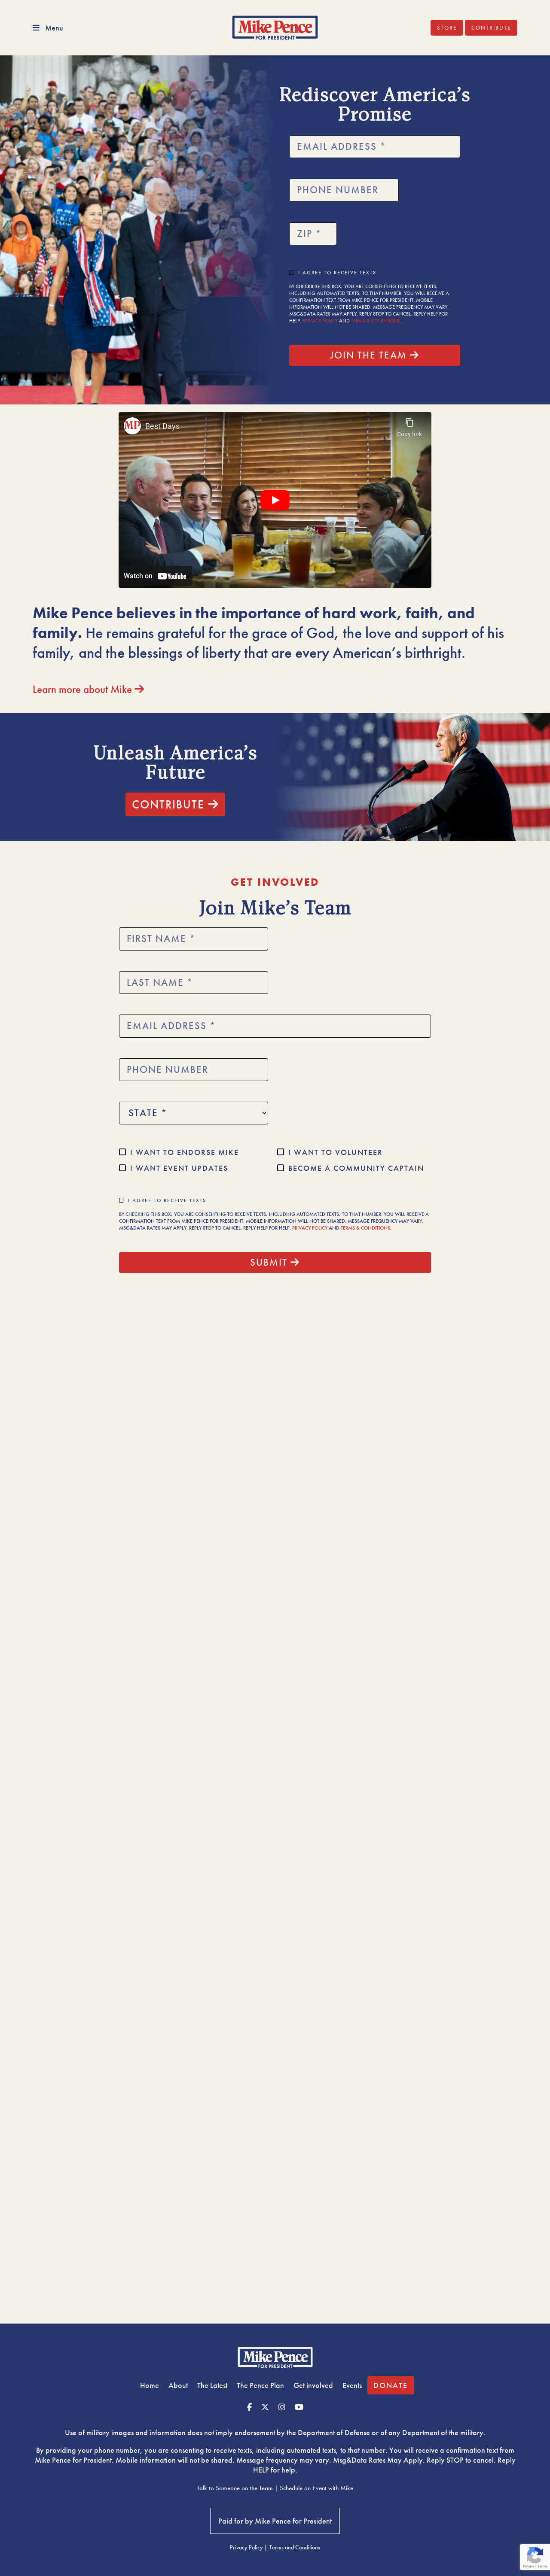 Menu
Mike Pence
FOR PRESIDENT
STORE
CONTRIBUTE
Rediscover America's
Promise
EMAIL ADDRESS *
PHONE NUMBER
ZIP *
I AGREE TO RECEIVE TEXTS
BY CHECKING THIS BOX, YOU ARE CONSENTING TO RECEIVE TEXTS,
INCLUDING AUTOMATED TEXTS, TO THAT NUMBER. YOU WILL RECEIVE A
CONFIRMATION TEXT FROM MIKE PENCE FOR PRESIDENT. MOBILE
INFORMATION WILL NOT BE SHARED. MESSAGE FREQUENCY MAY VARY.
MSG&DATA RATES MAY APPLY. REPLY STOP TO CANCEL. REPLY HELP FOR
HELP. PRIVACY POLICY AND TERMS & CONDITIONS.
JOIN THE TEAM
MP
Best Days
Copy link
Watch on YouTube
Mike Pence believes in the importance of hard work, faith, and
family. He remains grateful for the grace of God, the love and support of his
family, and the blessings of liberty that are every American's birthright.
Learn more about Mike
Unleash America's
Future
CONTRIBUTE
GET INVOLVED
Join Mike's Team
FIRST NAME *
LAST NAME *
EMAIL ADDRESS *
PHONE NUMBER
STATE *
I WANT TO ENDORSE MIKE
I WANT TO VOLUNTEER
I WANT EVENT UPDATES
BECOME A COMMUNITY CAPTAIN
I AGREE TO RECEIVE TEXTS
BY CHECKING THIS BOX, YOU ARE CONSENTING TO RECEIVE TEXTS, INCLUDING AUTOMATED TEXTS, TO THAT NUMBER. YOU WILL RECEIVE A
CONFIRMATION TEXT FROM MIKE PENCE FOR PRESIDENT. MOBILE INFORMATION WILL NOT BE SHARED. MESSAGE FREQUENCY MAY VARY.
MSG&DATA RATES MAY APPLY. REPLY STOP TO CANCEL. REPLY HELP FOR HELP. PRIVACY POLICY AND TERMS & CONDITIONS.
SUBMIT
Mike Pence
FOR PRESIDENT
Home About The Latest The Pence Plan Get involved Events DONATE
Use of military images and information does not imply endorsement by the Department of Defense or of any Department of the military.
By providing your phone number, you are consenting to receive texts, including automated texts, to that number. You will receive a confirmation text from
Mike Pence for President. Mobile information will not be shared. Message frequency may vary. Msg&Data Rates May Apply. Reply STOP to cancel. Reply
HELP for help.
Talk to Someone on the Team | Schedule an Event with Mike
Paid for by Mike Pence for President
Privacy Policy | Terms and Conditions
Privacy - Terms